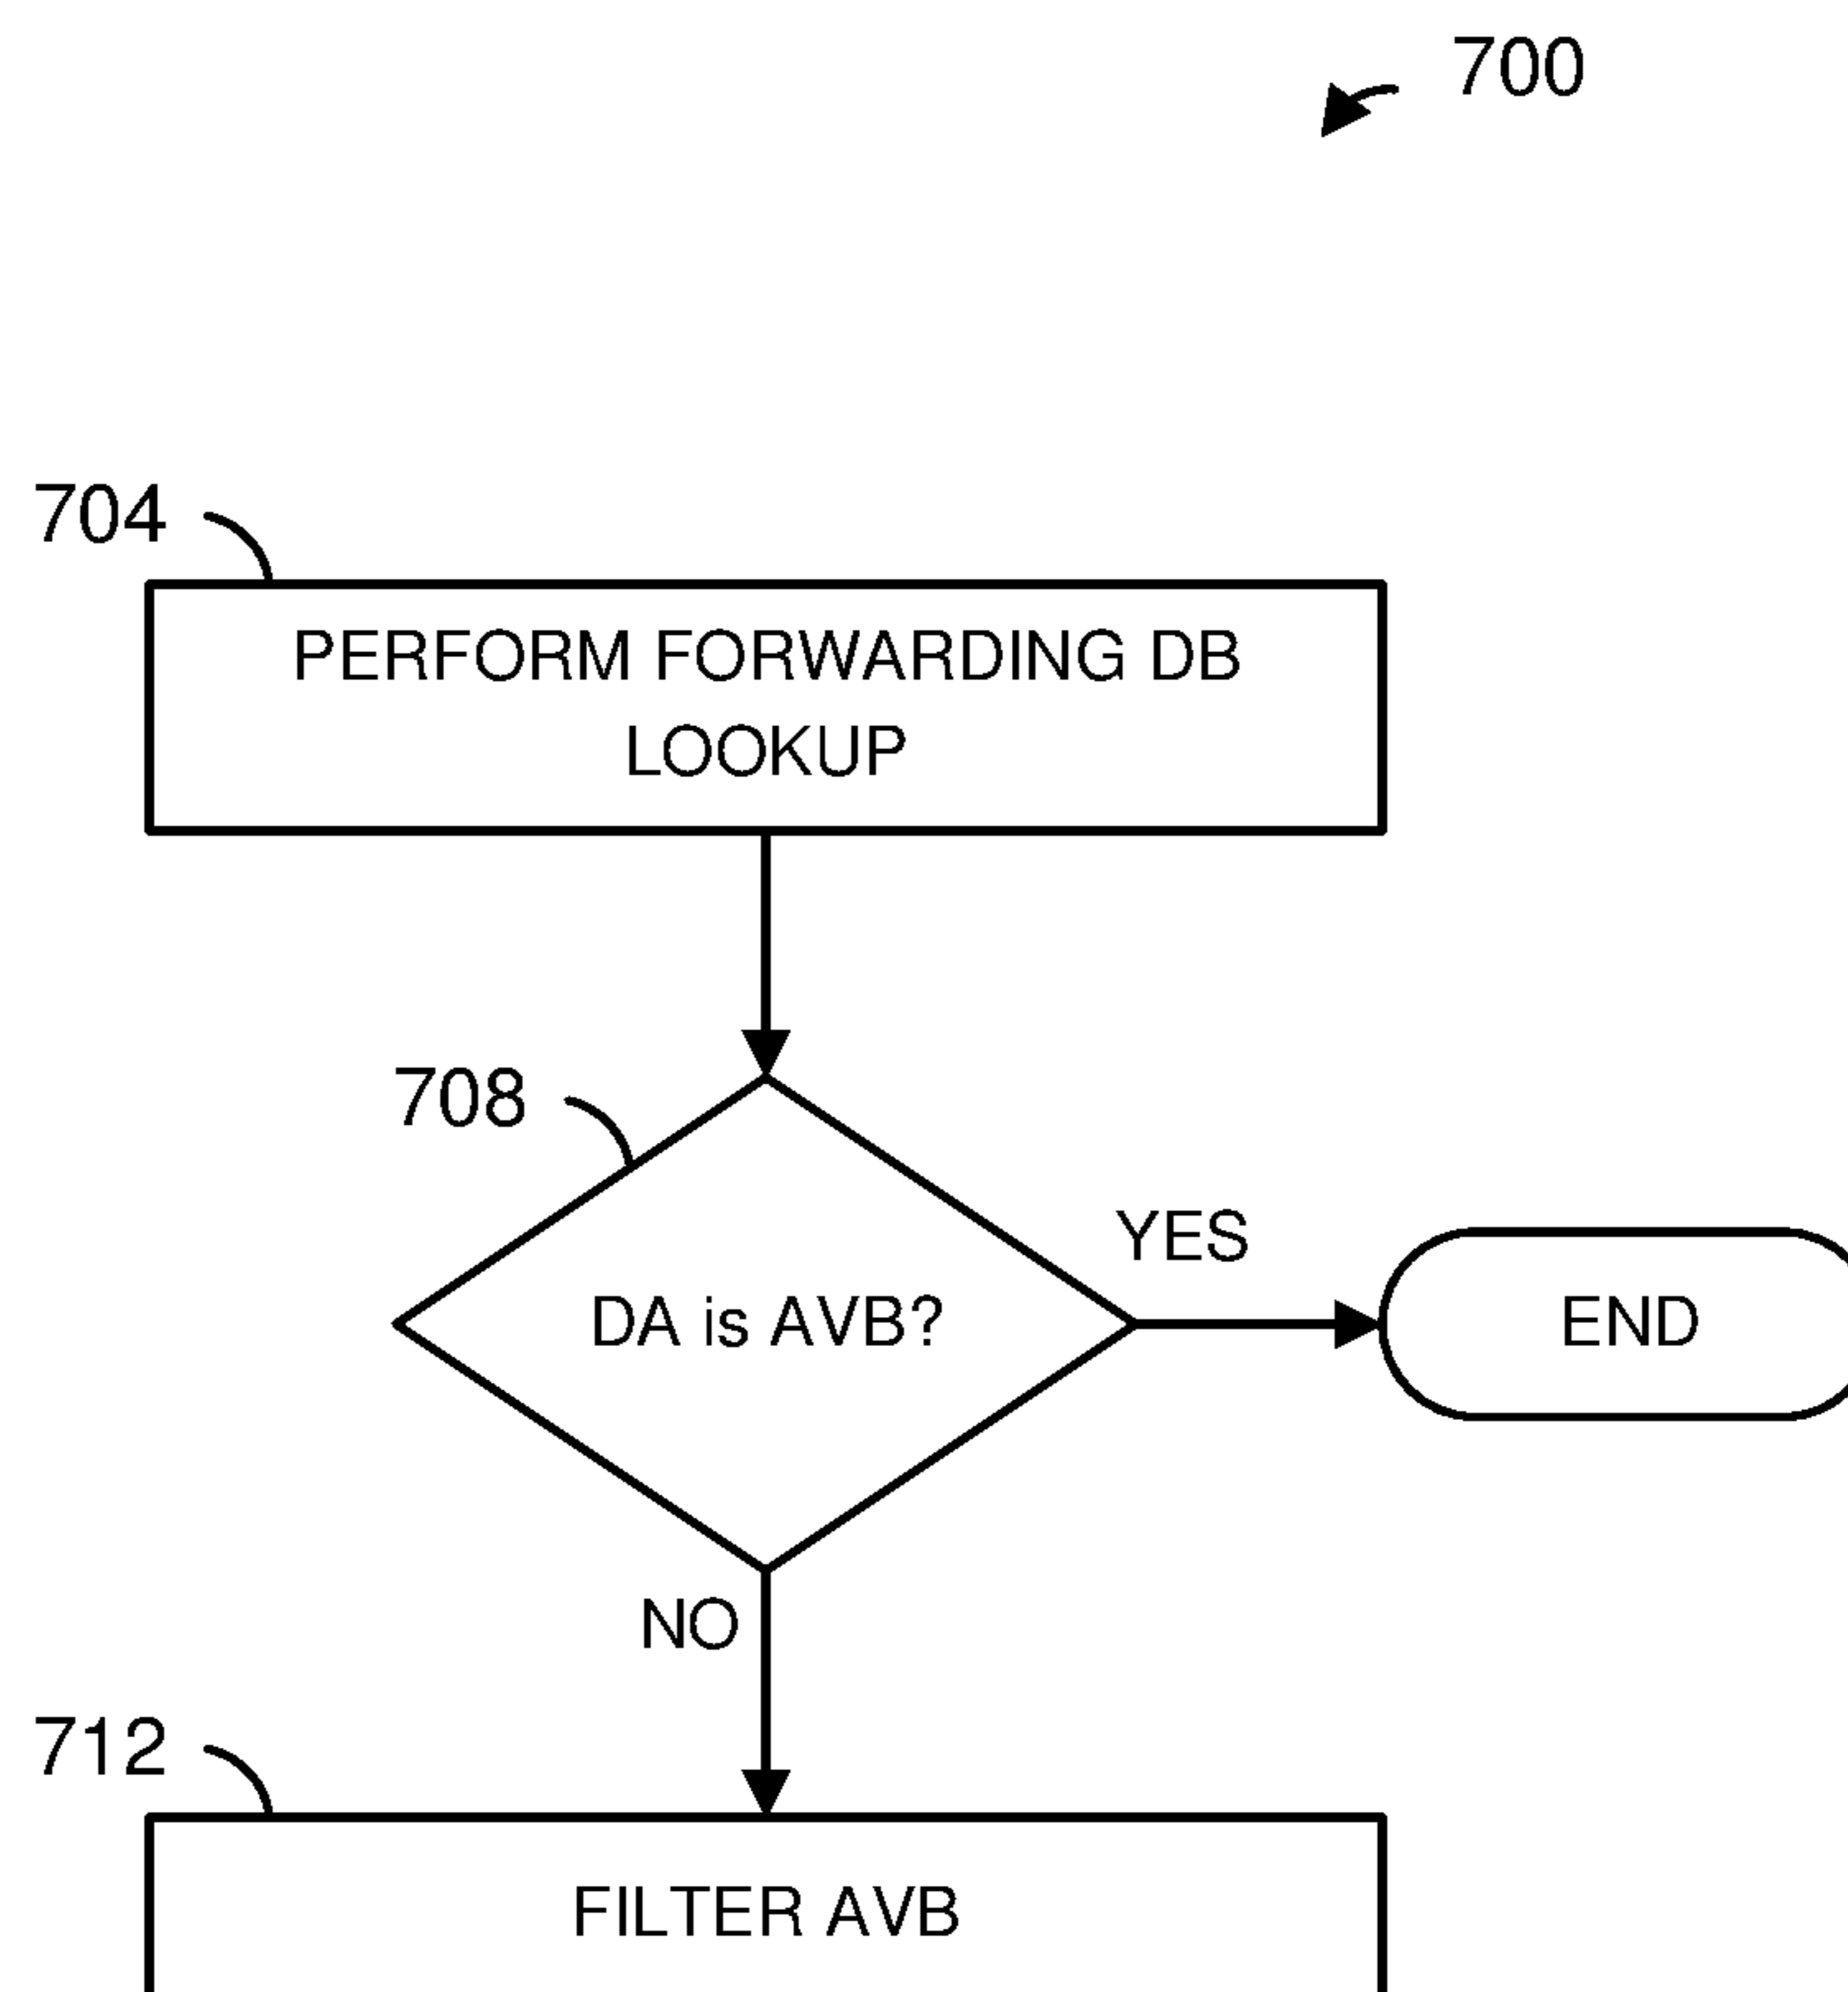 700
704
PERFORM FORWARDING DB
LOOKUP
708
YES
DA is AVB?
END
NO
712
FILTER AVB